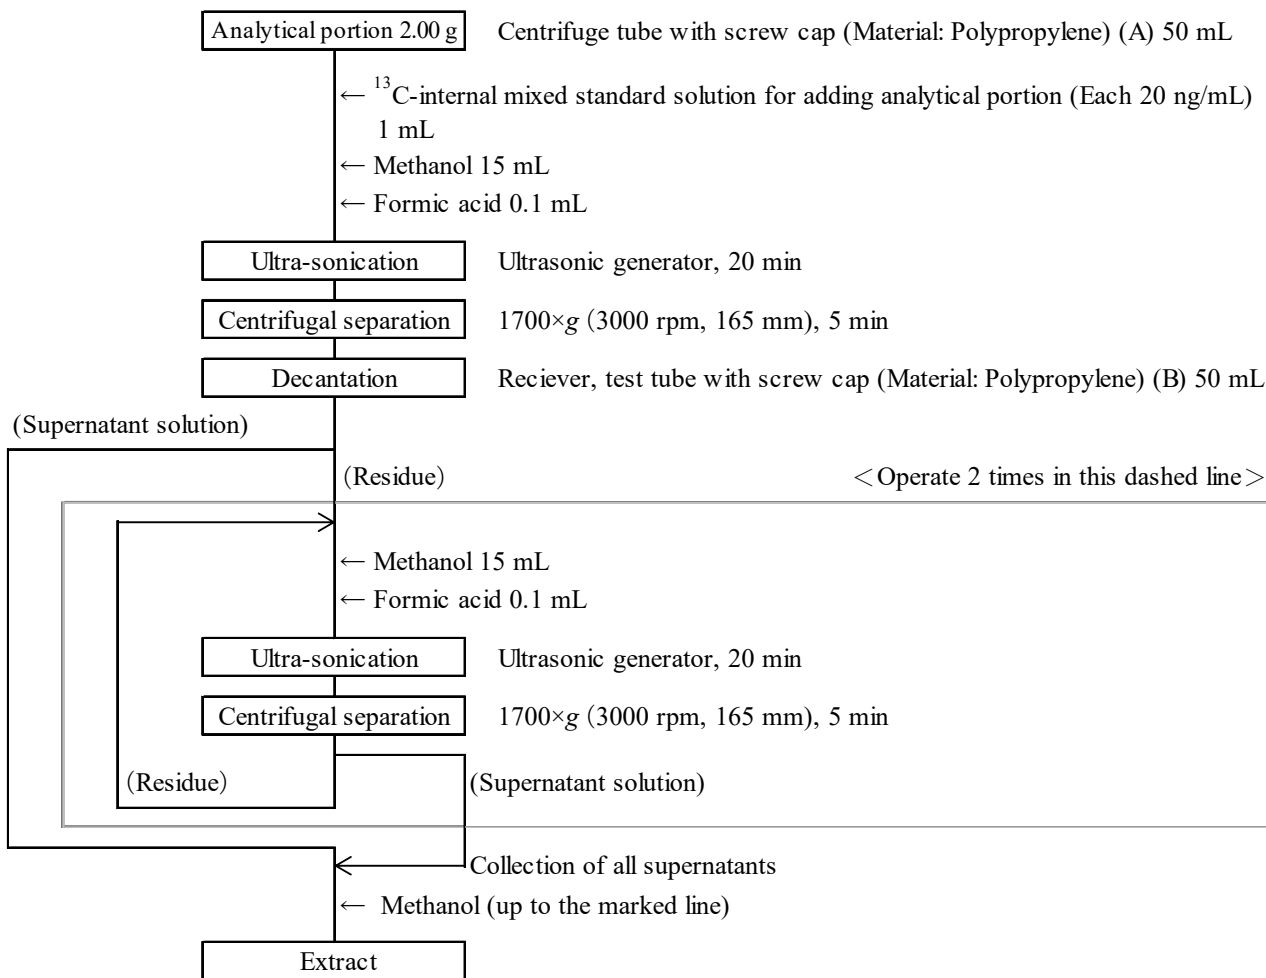 Analytical portion 2.00 g
Centrifuge tube with screw cap (Material: Polypropylene) (A) 50 mL
← ¹³C-internal mixed standard solution for adding analytical portion (Each 20 ng/mL)
1 mL
← Methanol 15 mL
← Formic acid 0.1 mL
Ultra-sonication
Ultrasonic generator, 20 min
Centrifugal separation
1700×g (3000 rpm, 165 mm), 5 min
Decantation
Reciever, test tube with screw cap (Material: Polypropylene) (B) 50 mL
(Supernatant solution)
(Residue)
<Operate 2 times in this dashed line>
← Methanol 15 mL
← Formic acid 0.1 mL
Ultra-sonication
Ultrasonic generator, 20 min
Centrifugal separation
1700×g (3000 rpm, 165 mm), 5 min
(Residue)
(Supernatant solution)
Collection of all supernatants
← Methanol (up to the marked line)
Extract